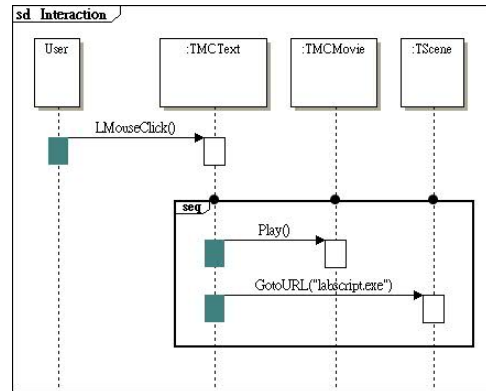 sd Interaction
User
:TMCText
:TMCMovie
:TScene
LMouseClick()
seq
Play()
GotoURL("labscript.exe")